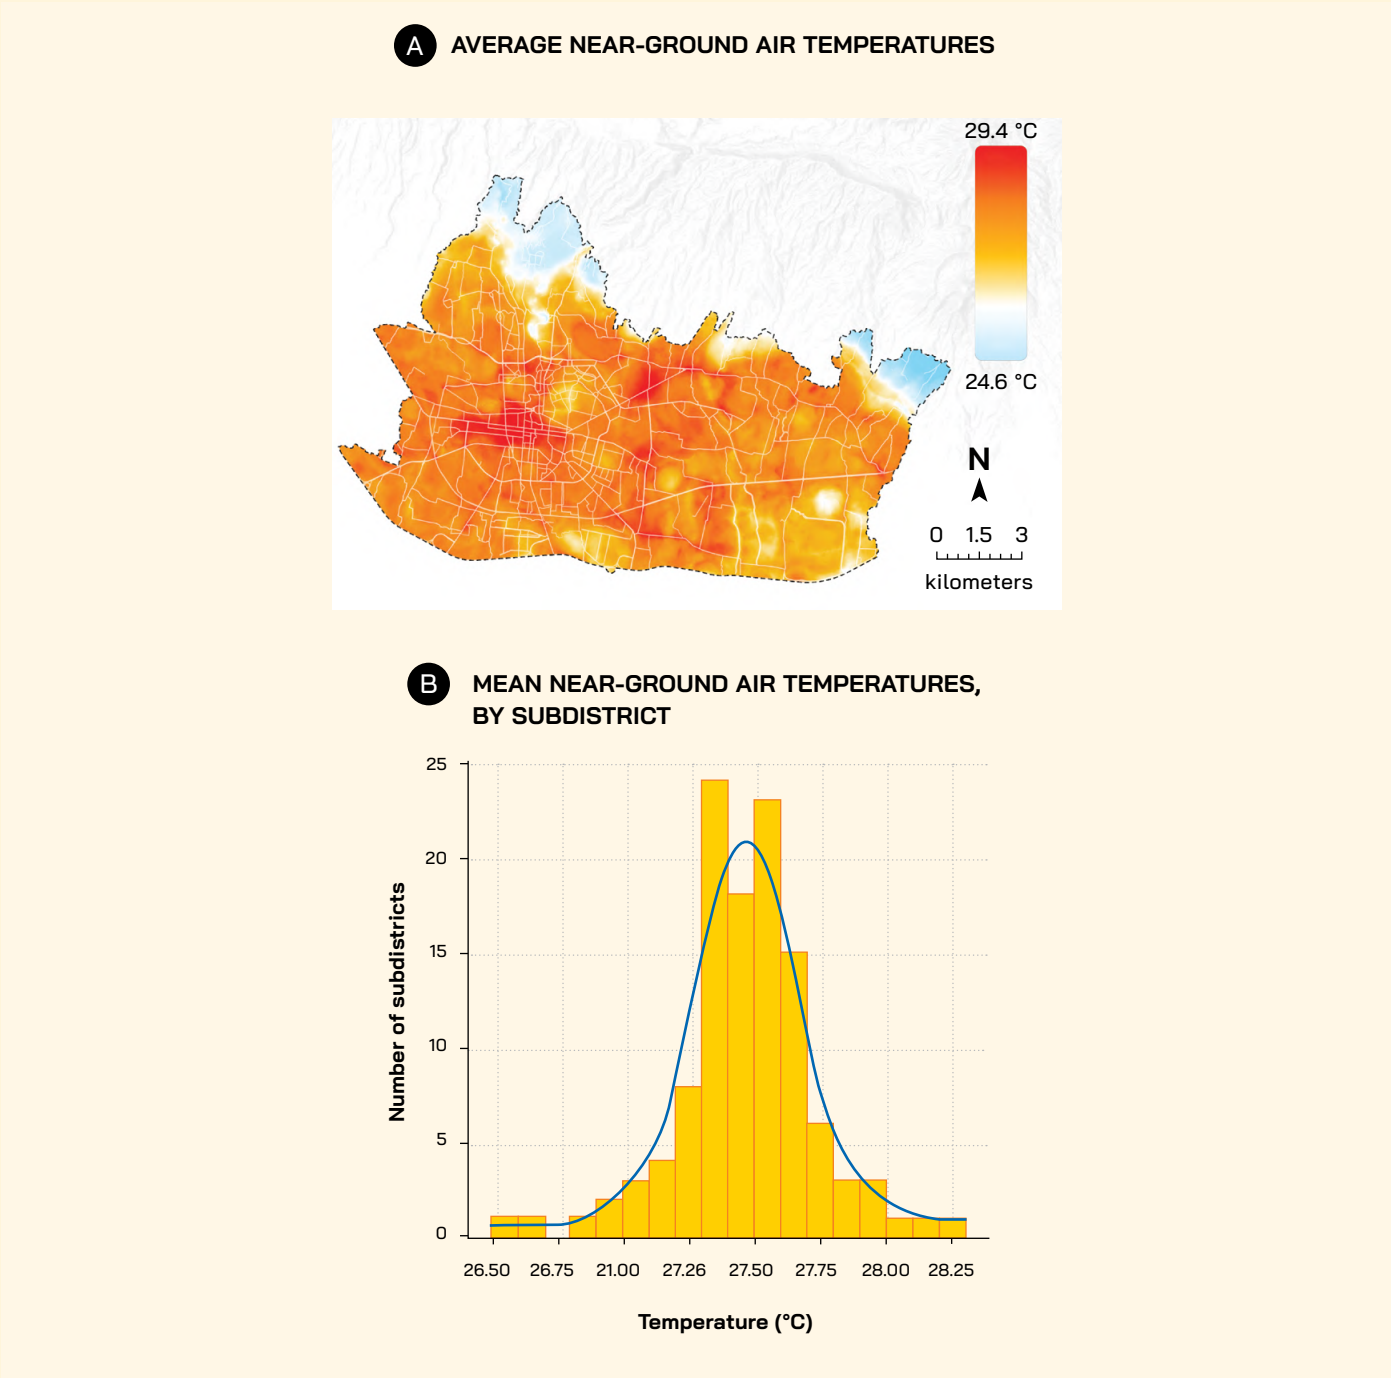 A AVERAGE NEAR-GROUND AIR TEMPERATURES
29.4 °C
24.6 °C
N
0 1.5 3
kilometers
B MEAN NEAR-GROUND AIR TEMPERATURES,
BY SUBDISTRICT
25
20
15
10
5
0
Number of subdistricts
26.50 26.75 21.00 27.26 27.50 27.75 28.00 28.25
Temperature (°C)